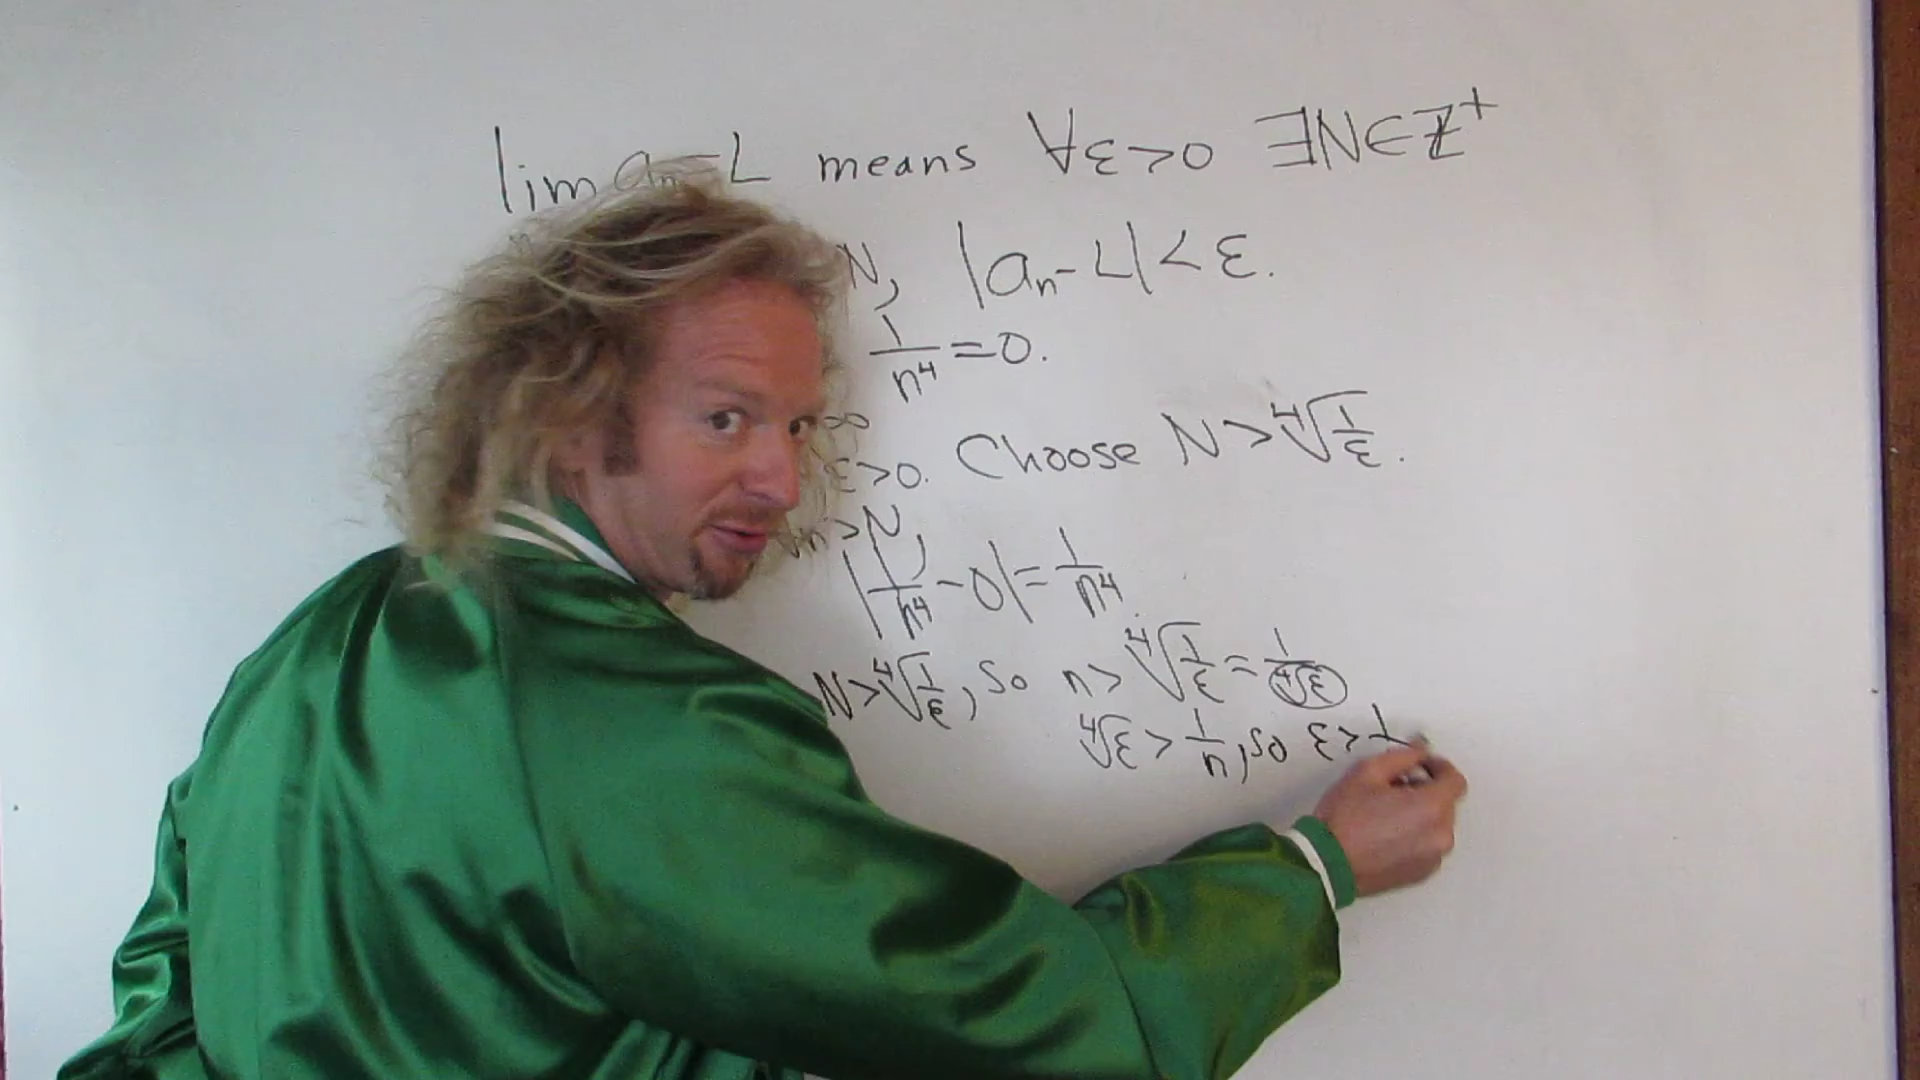 lim aₙ = L means ∀ε>0 ∃N∈ℤ⁺
N, |aₙ-L|<ε.
1/n⁴=0.
∞
ε>0. Choose N>∜(1/ε).
n>N,
|1/n⁴-0|=1/n⁴.
N>∜(1/ε), so n>∜(1/ε)=1/∜ε
∜ε>1/n, so ε>1